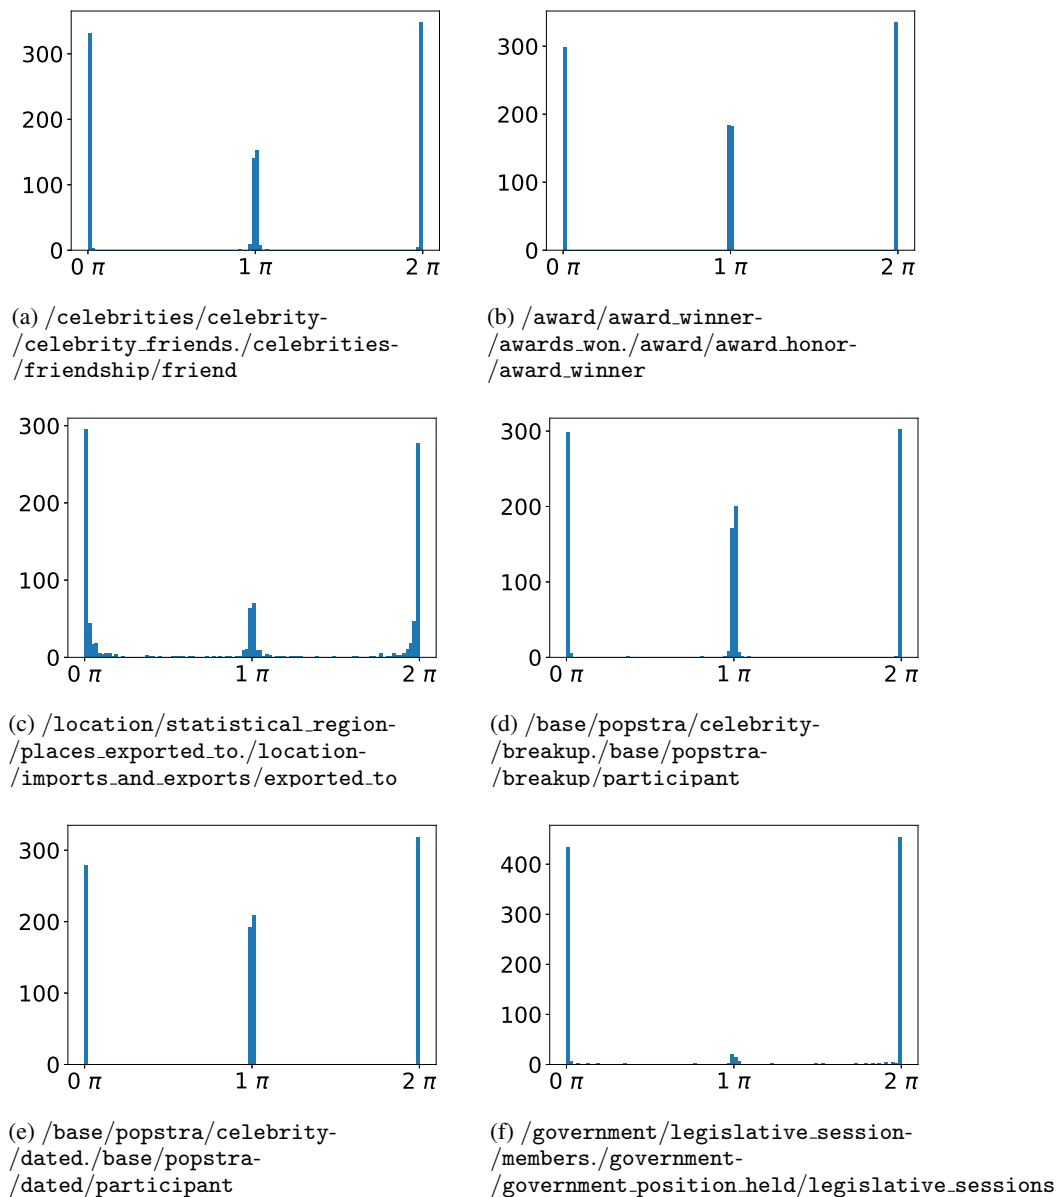 300
200
100
0
0 π 1 π 2 π
300
200
100
0
0 π 1 π 2 π
(a) /celebrities/celebrity-
/celebrity_friends./celebrities-
/friendship/friend
(b) /award/award_winner-
/awards_won./award/award_honor-
/award_winner
300
200
100
0
0 π 1 π 2 π
300
200
100
0
0 π 1 π 2 π
(c) /location/statistical_region-
/places_exported_to./location-
/imports_and_exports/exported_to
(d) /base/popstra/celebrity-
/breakup./base/popstra-
/breakup/participant
300
200
100
0
0 π 1 π 2 π
400
300
200
100
0
0 π 1 π 2 π
(e) /base/popstra/celebrity-
/dated./base/popstra-
/dated/participant
(f) /government/legislative_session-
/members./government-
/government_position_held/legislative_sessions